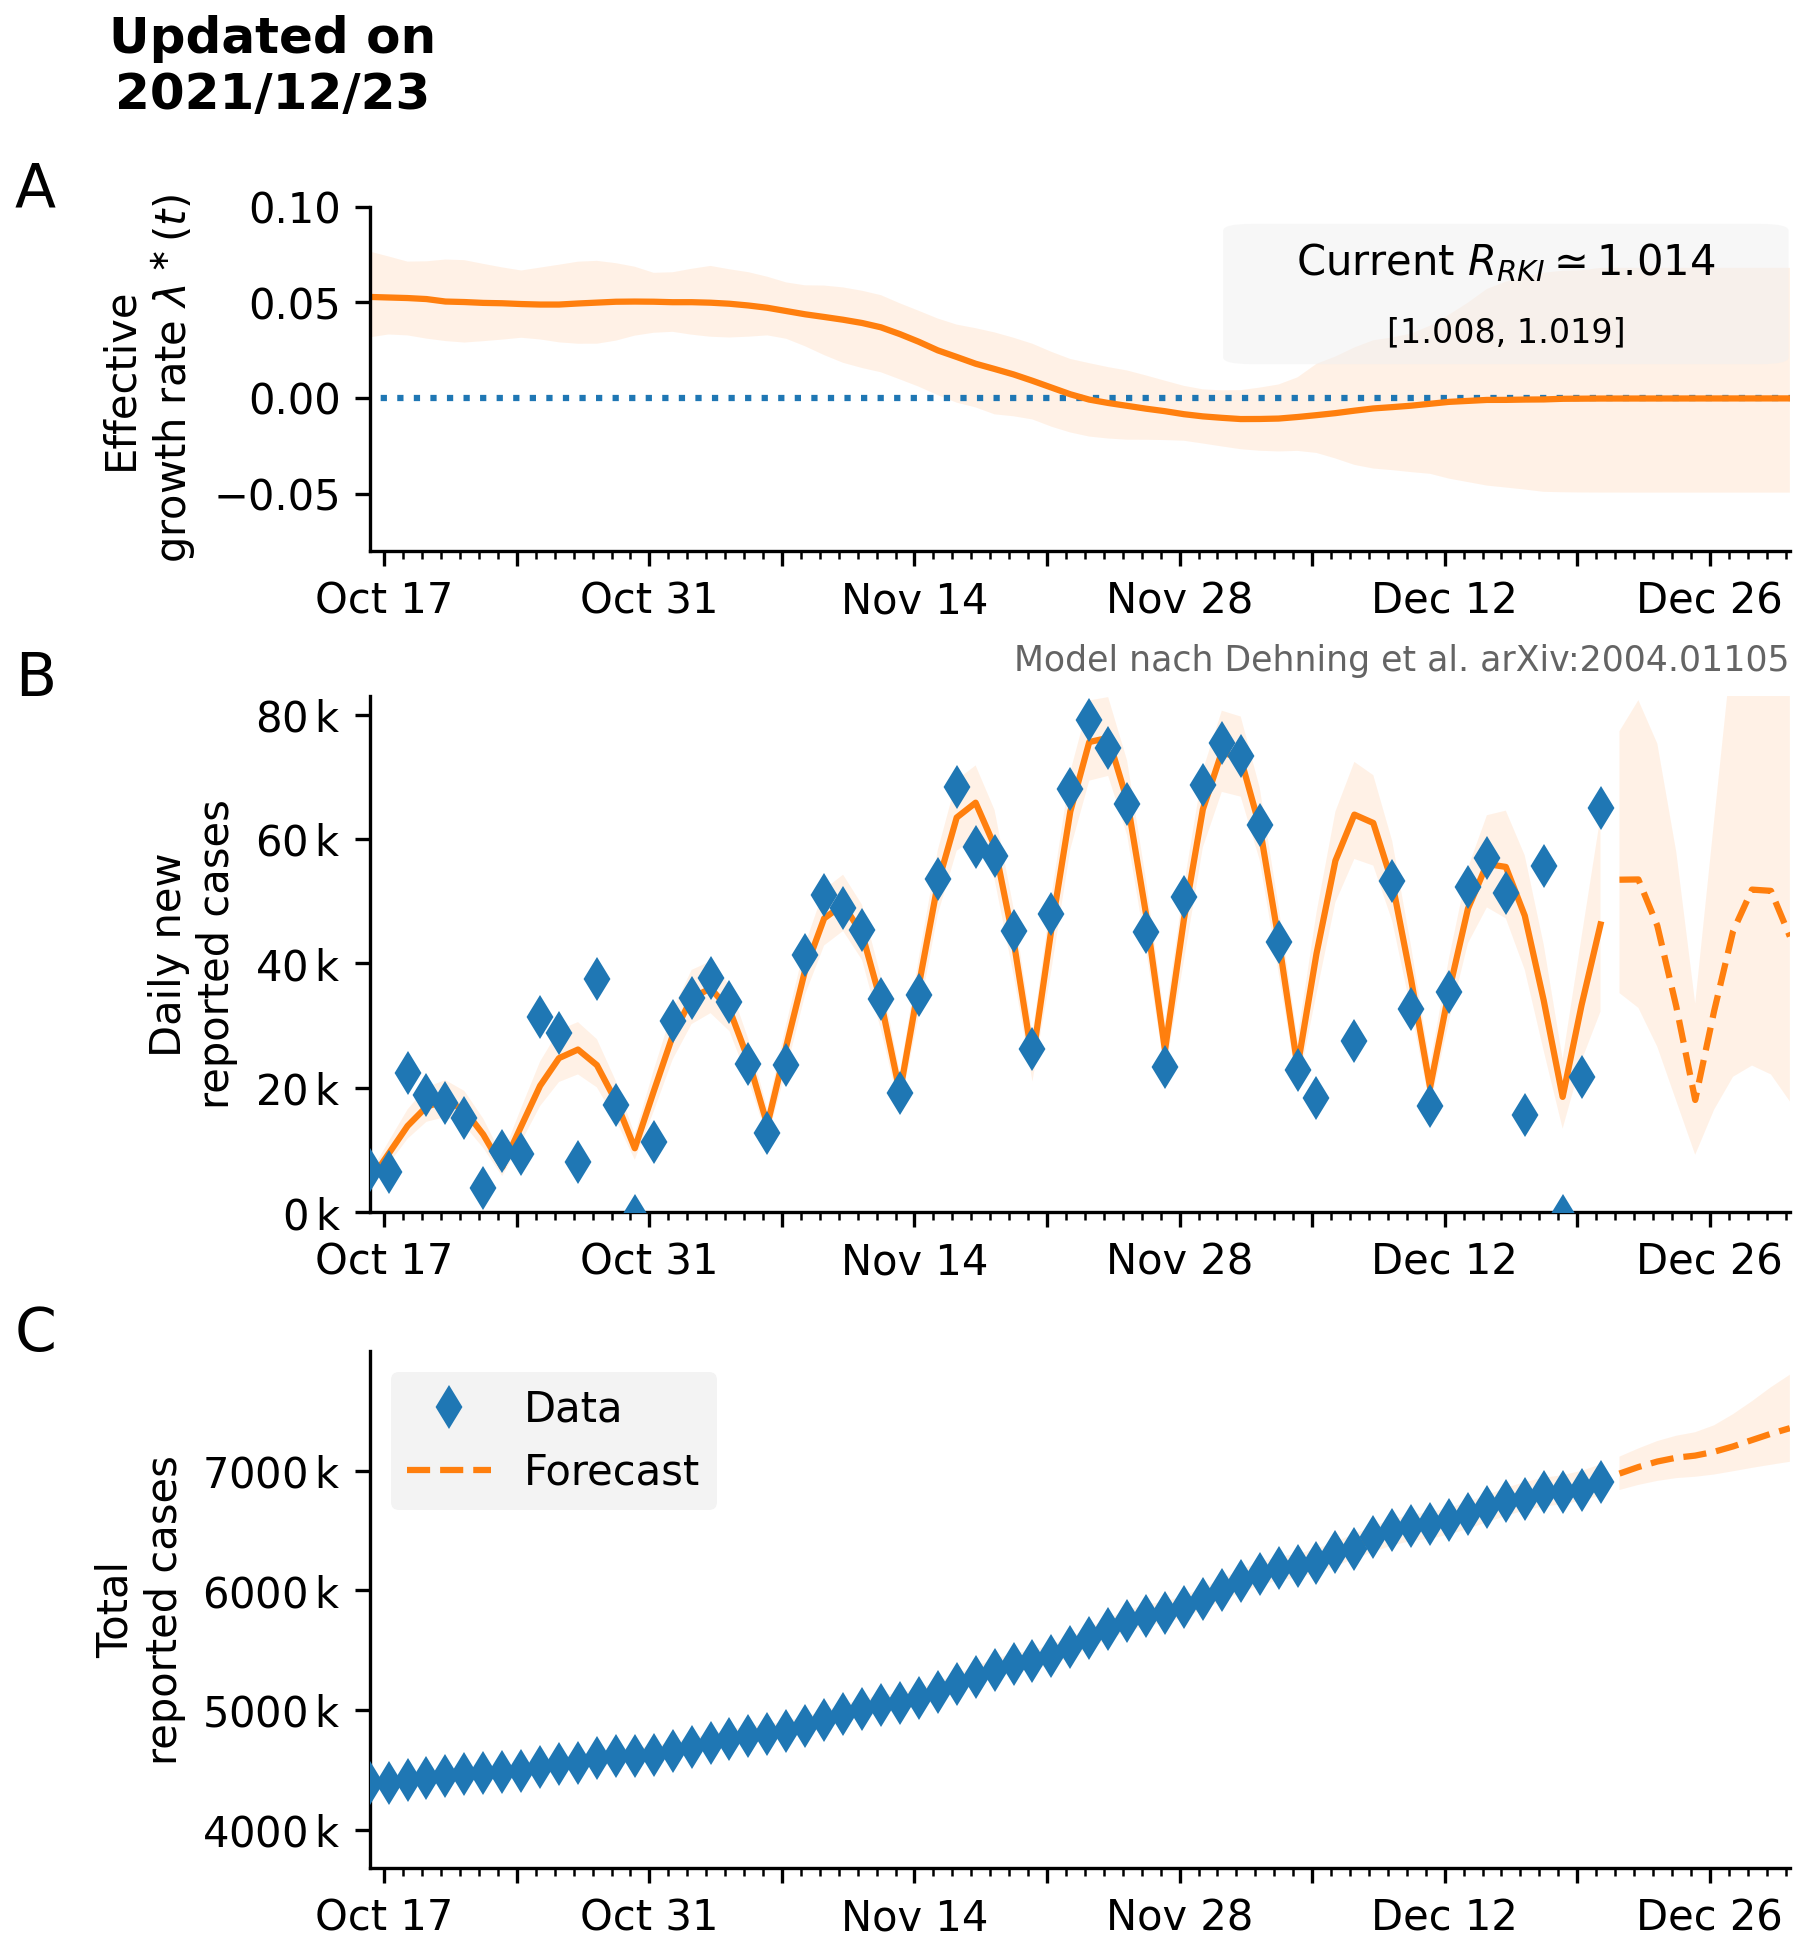 Updated on
2021/12/23
A
Effective
growth rate λ * (t)
0.10
0.05
0.00
−0.05
Current R_RKI ≃ 1.014
[1.008, 1.019]
Oct 17
Oct 31
Nov 14
Nov 28
Dec 12
Dec 26
Model nach Dehning et al. arXiv:2004.01105
B
Daily new
reported cases
80 k
60 k
40 k
20 k
0 k
Oct 17
Oct 31
Nov 14
Nov 28
Dec 12
Dec 26
C
Total
reported cases
7000 k
6000 k
5000 k
4000 k
Data
Forecast
Oct 17
Oct 31
Nov 14
Nov 28
Dec 12
Dec 26